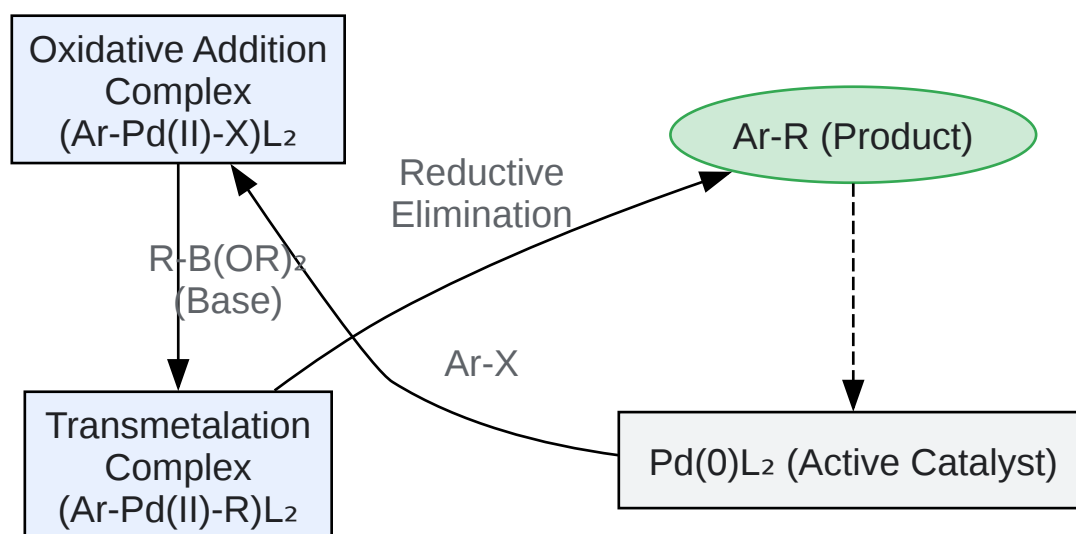 Oxidative Addition
Complex
(Ar-Pd(II)-X)L₂
Ar-R (Product)
Reductive
Elimination
R-B(OR)₂
(Base)
Ar-X
Transmetalation
Complex
(Ar-Pd(II)-R)L₂
Pd(0)L₂ (Active Catalyst)